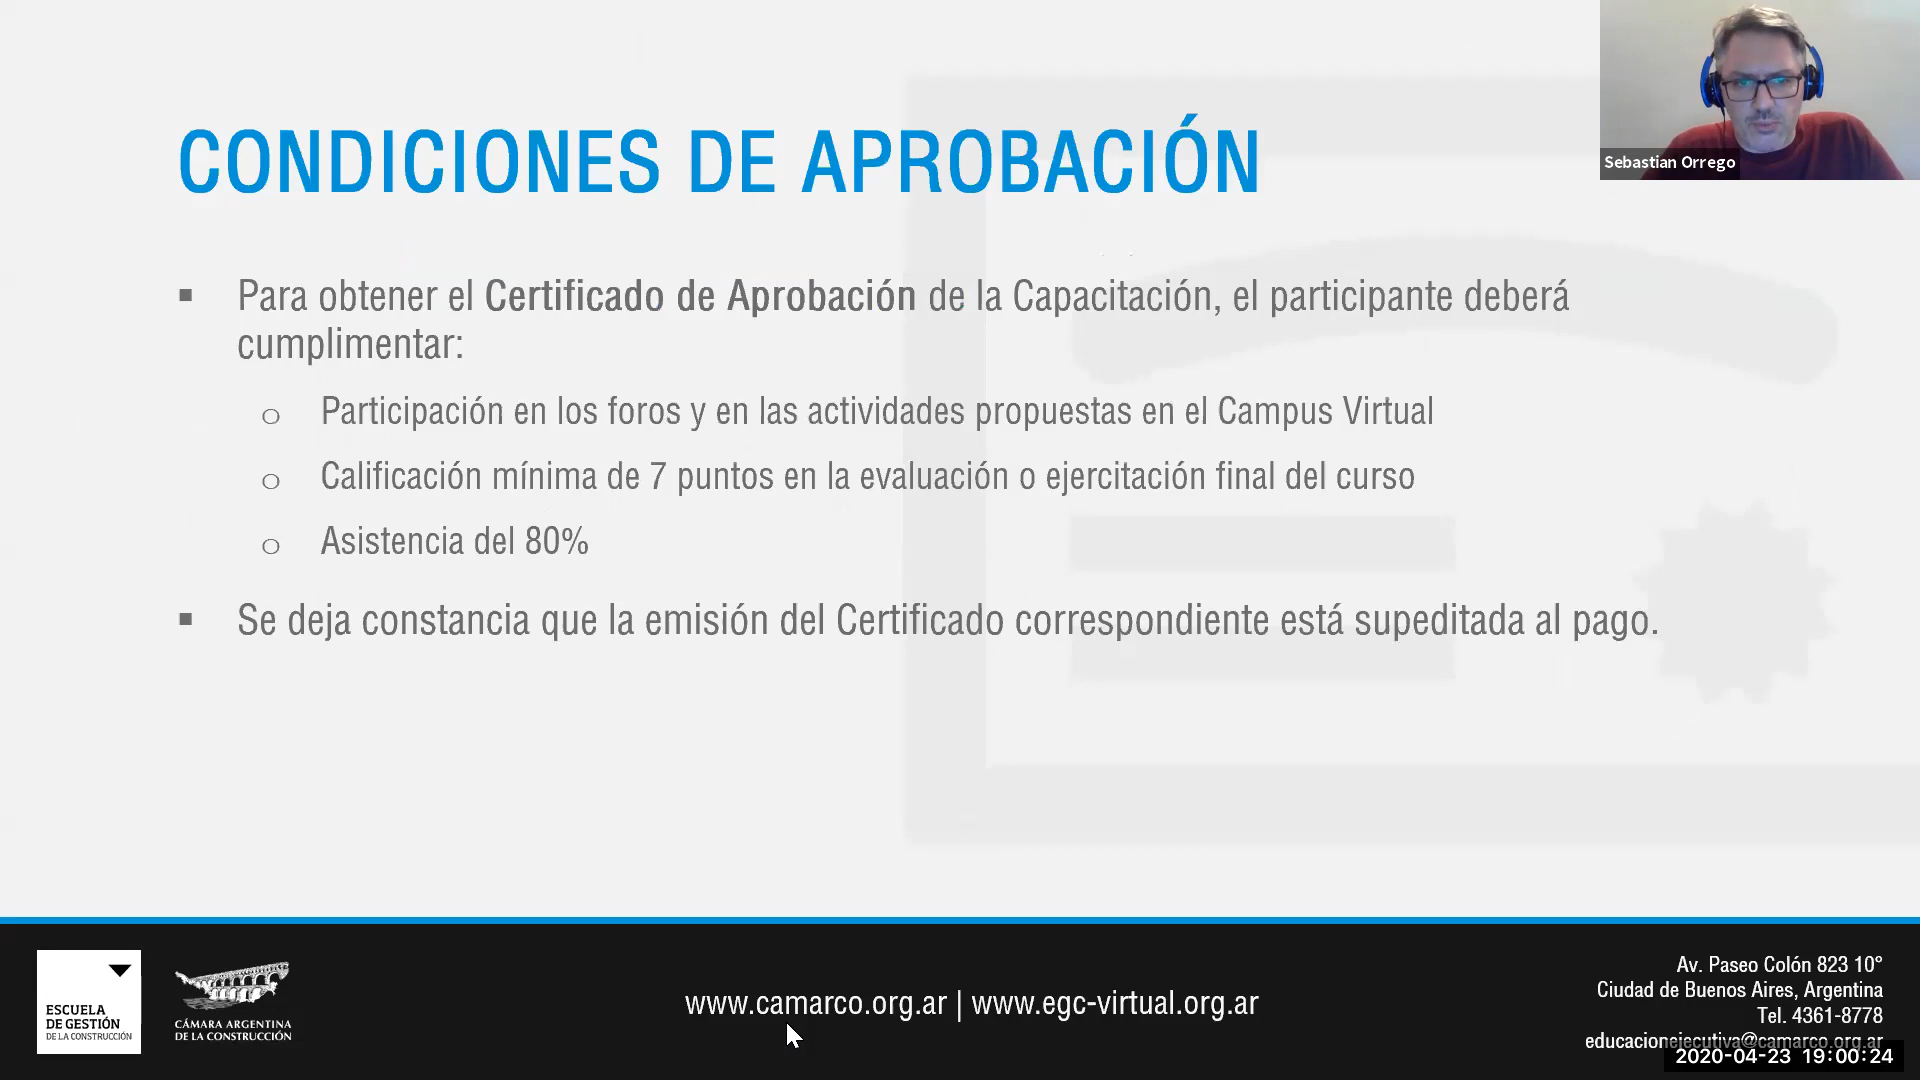 Sebastian Orrego
CONDICIONES DE APROBACIÓN
▪ Para obtener el Certificado de Aprobación de la Capacitación, el participante deberá
cumplimentar:
o Participación en los foros y en las actividades propuestas en el Campus Virtual
o Calificación mínima de 7 puntos en la evaluación o ejercitación final del curso
o Asistencia del 80%
▪ Se deja constancia que la emisión del Certificado correspondiente está supeditada al pago.
ESCUELA
DE GESTIÓN
DE LA CONSTRUCCIÓN
CÁMARA ARGENTINA
DE LA CONSTRUCCIÓN
www.camarco.org.ar | www.egc-virtual.org.ar
Av. Paseo Colón 823 10°
Ciudad de Buenos Aires, Argentina
Tel. 4361-8778
educacionejecutiva@camarco.org.ar
2020-04-23 19:00:24